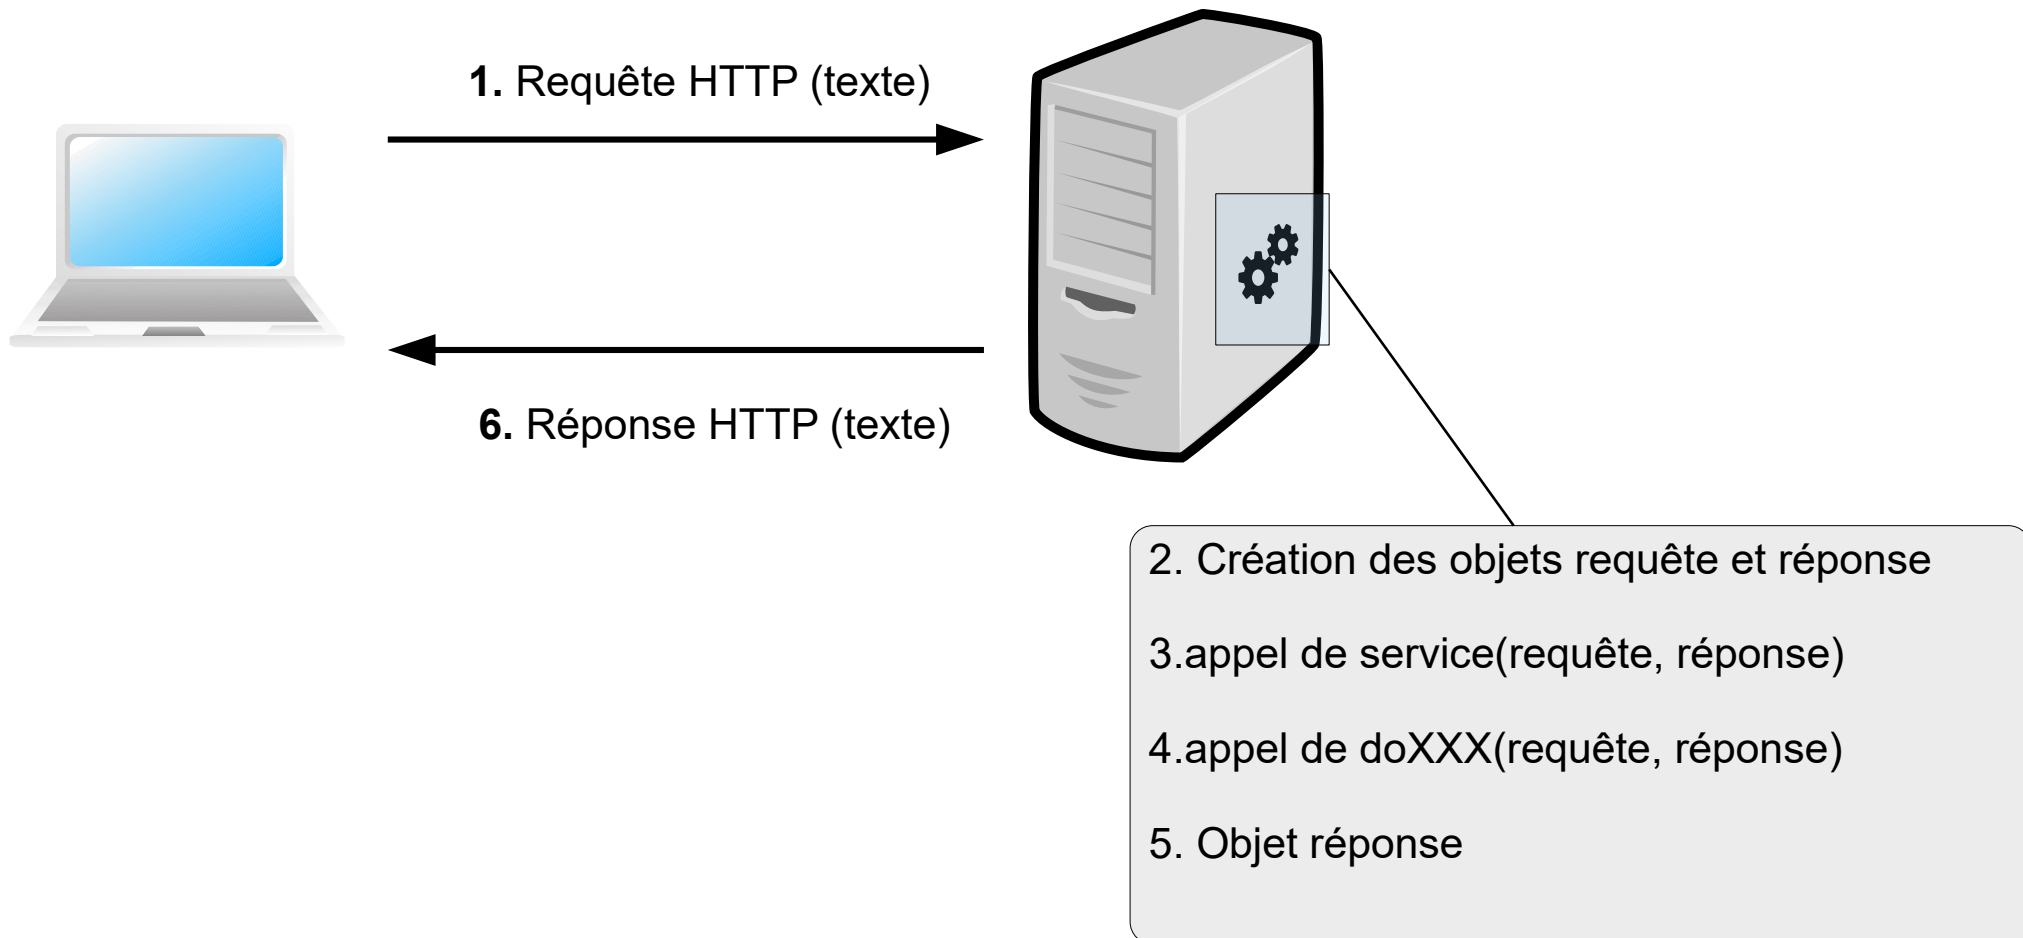 1. Requête HTTP (texte)
6. Réponse HTTP (texte)
2. Création des objets requête et réponse
3.appel de service(requête, réponse)
4.appel de doXXX(requête, réponse)
5. Objet réponse